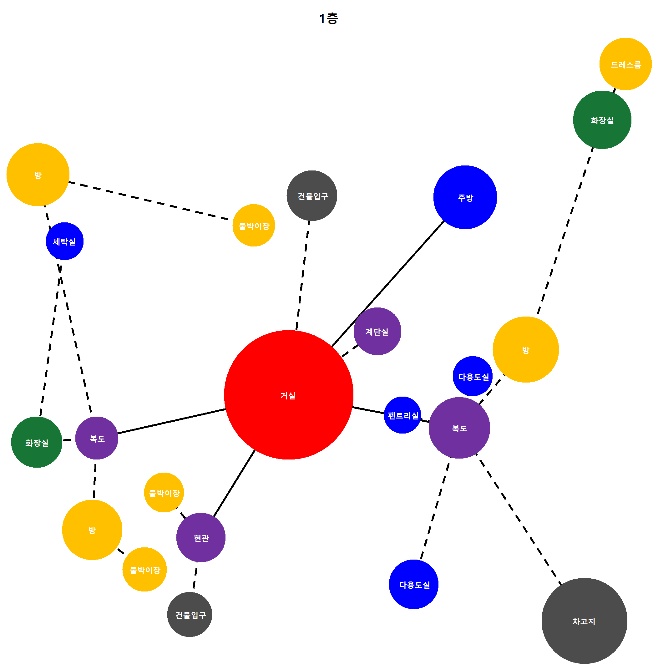 1층
드레스룸
화장실
방
건물입구
주방
붙박이장
세탁실
계단실
방
다용도실
거실
팬트리실
복도
복도
화장실
붙박이장
방
현관
붙박이장
다용도실
건물입구
차고지